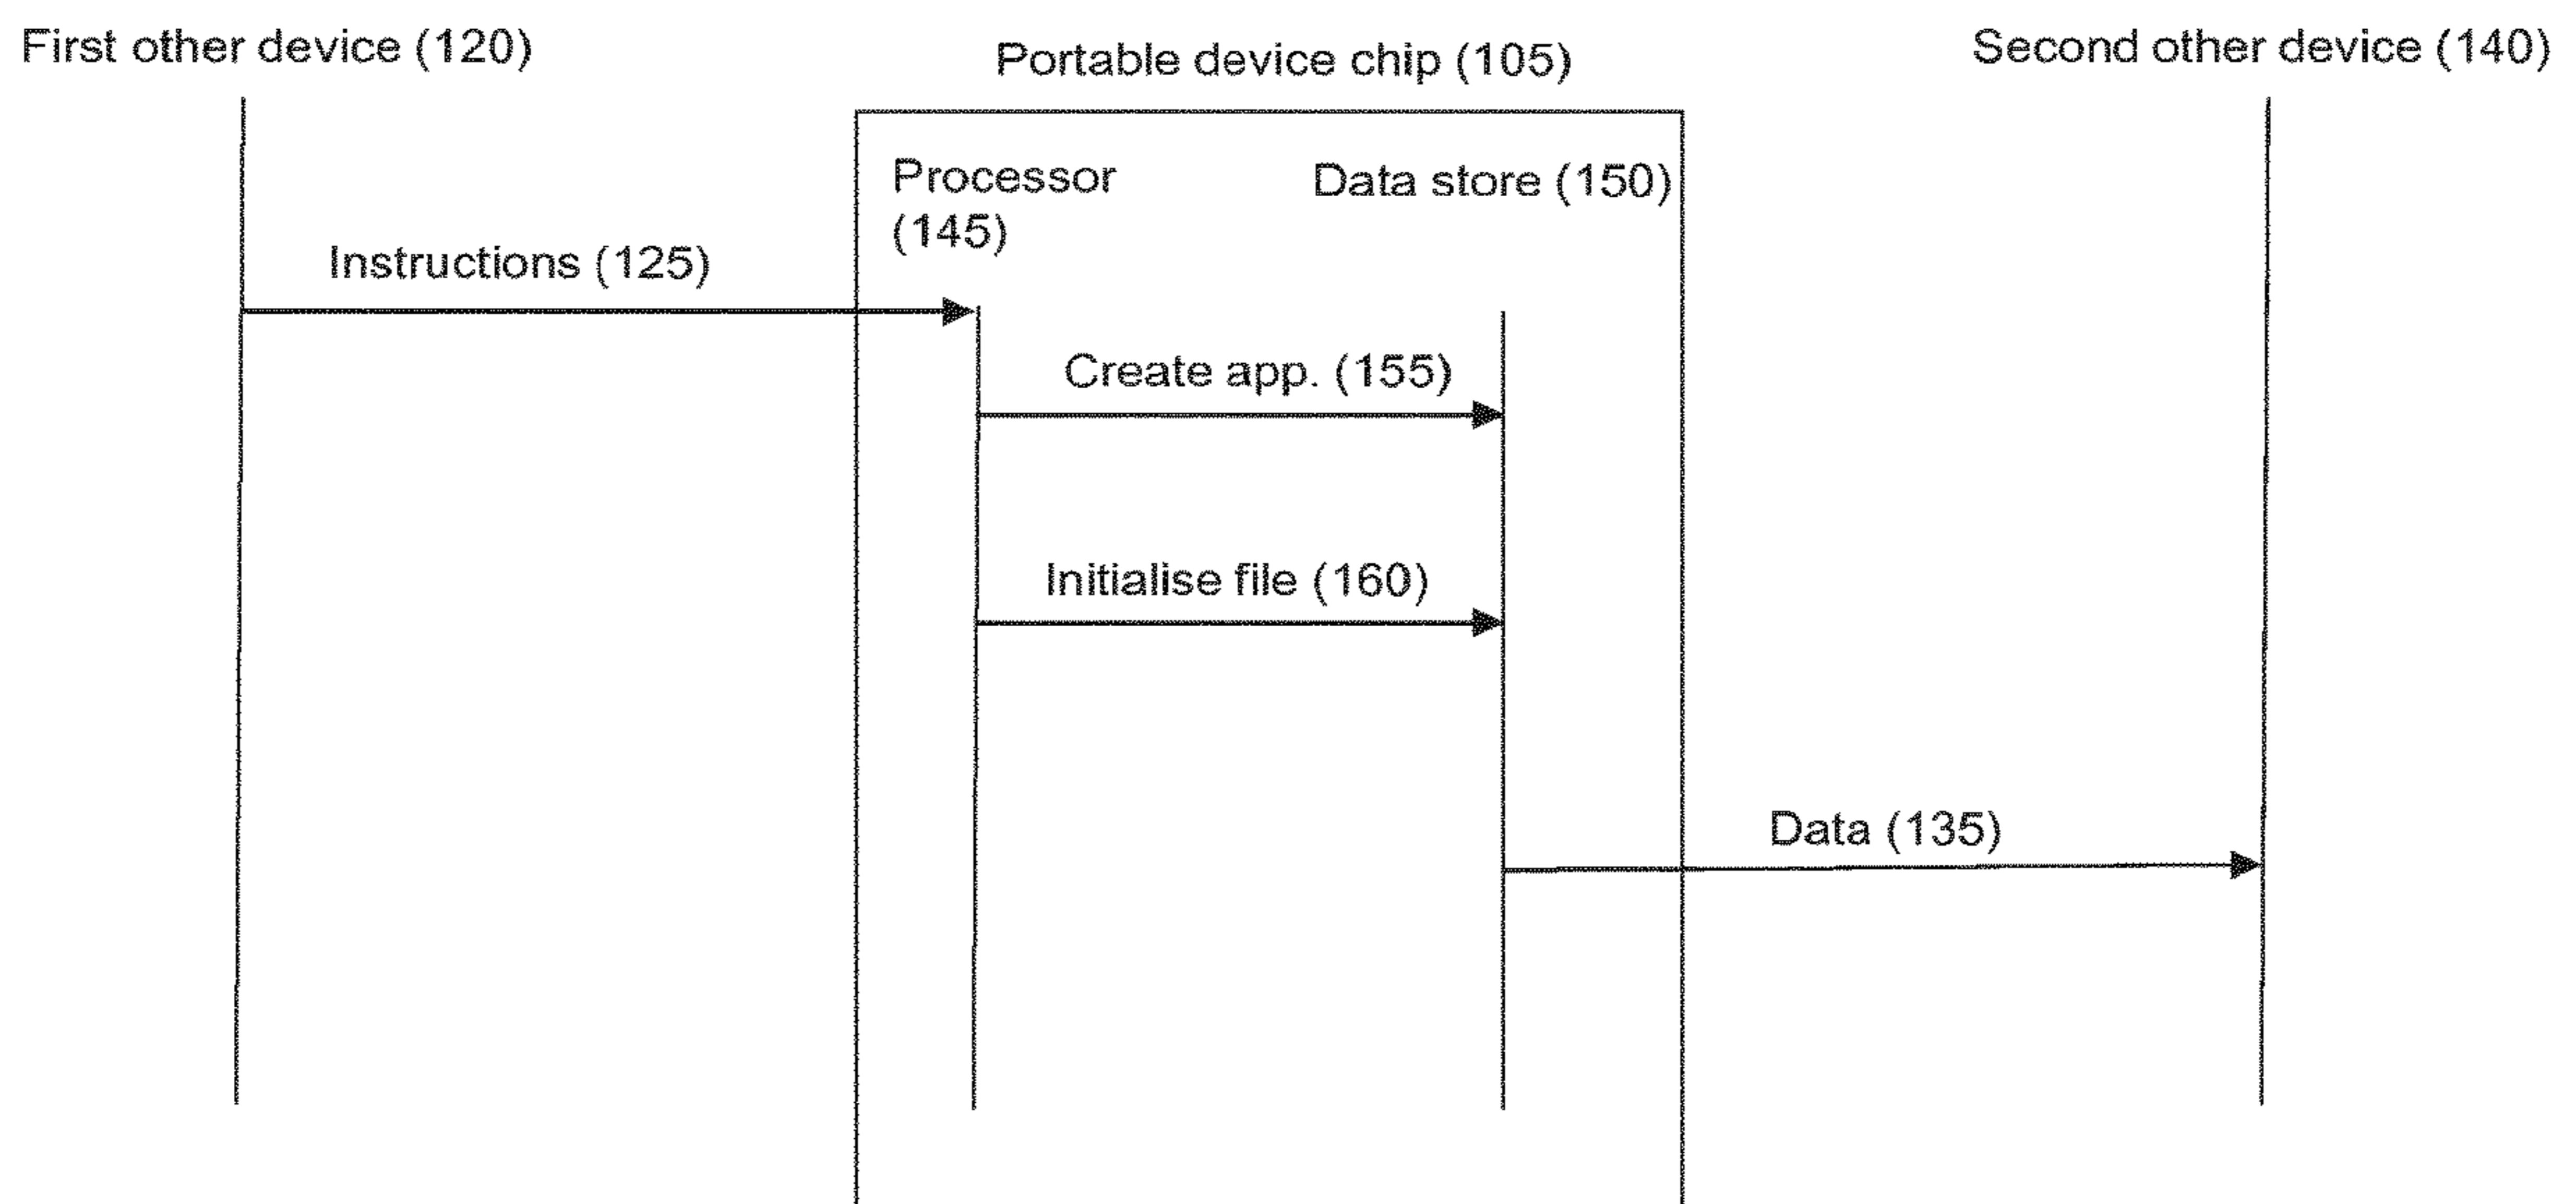 First other device (120)
Portable device chip (105)
Second other device (140)
Processor
(145)
Data store (150)
Instructions (125)
Create app. (155)
Initialise file (160)
Data (135)